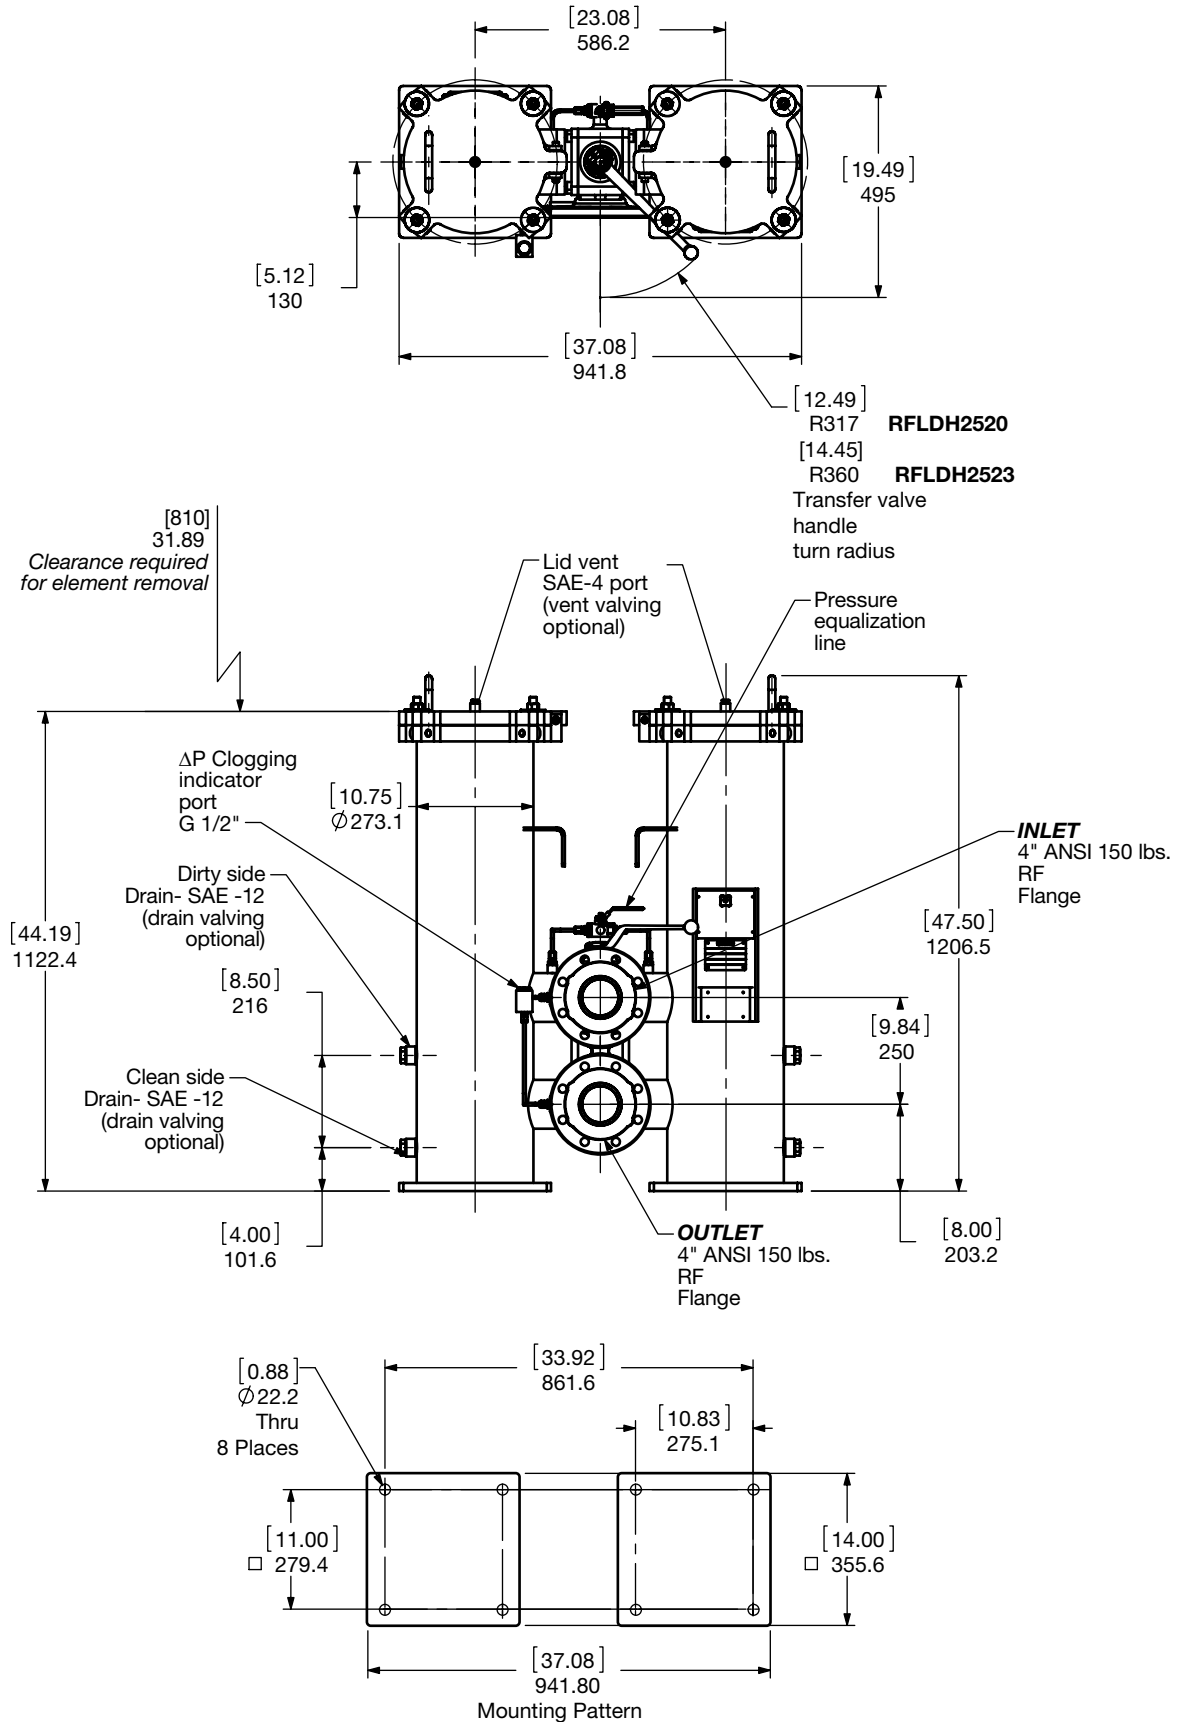 [23.08]
586.2
[19.49]
495
[5.12]
130
[37.08]
941.8
[12.49]
R317 RFLDH2520
[14.45]
R360 RFLDH2523
Transfer valve
handle
turn radius
[810]
31.89
Clearance required
for element removal
Lid vent
SAE-4 port
(vent valving
optional)
Pressure
equalization
line
ΔP Clogging
indicator
port
G 1/2"
[10.75]
Ø273.1
INLET
4" ANSI 150 lbs.
RF
Flange
Dirty side
Drain- SAE -12
(drain valving
optional)
[44.19]
1122.4
[47.50]
1206.5
[8.50]
216
[9.84]
250
Clean side
Drain- SAE -12
(drain valving
optional)
[4.00]
101.6
OUTLET
4" ANSI 150 lbs.
RF
Flange
[8.00]
203.2
[0.88]
Ø22.2
Thru
8 Places
[33.92]
861.6
[10.83]
275.1
[11.00]
□ 279.4
[14.00]
□ 355.6
[37.08]
941.80
Mounting Pattern